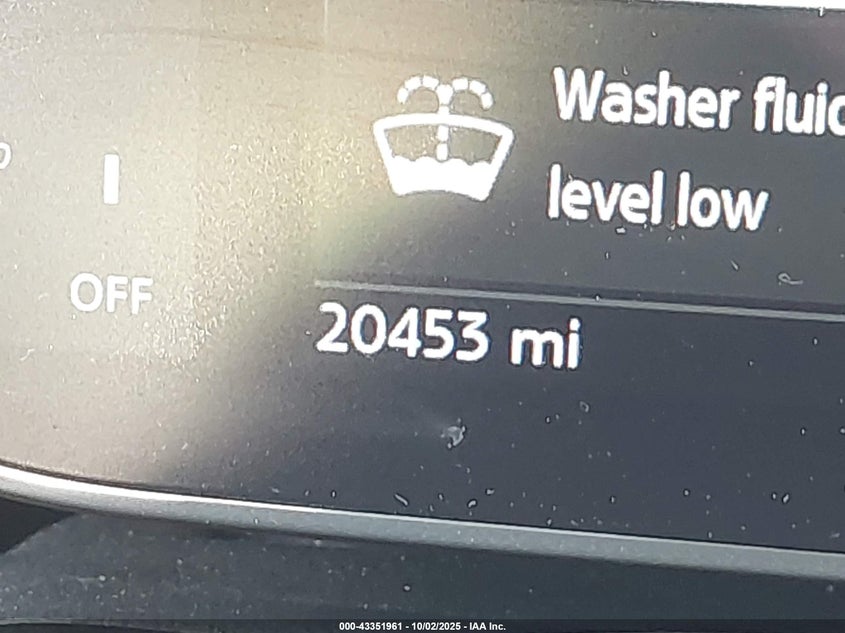 Washer fluid
level low
OFF
20453 mi
000-43351961 - 10/02/2025 - IAA Inc.